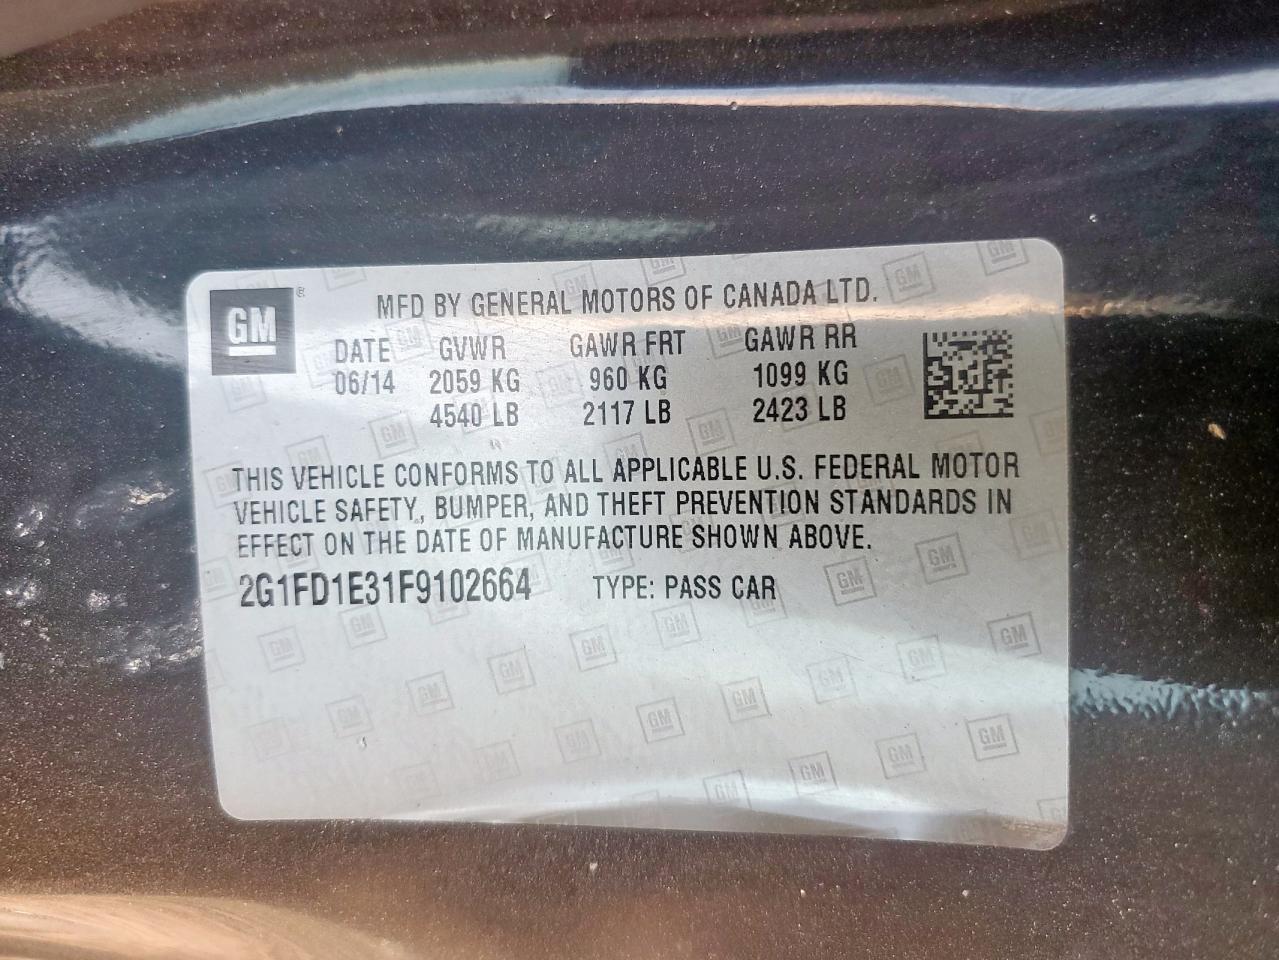 GM ®
MFD BY GENERAL MOTORS OF CANADA LTD.
DATE GVWR GAWR FRT GAWR RR
06/14 2059 KG 960 KG 1099 KG
4540 LB 2117 LB 2423 LB
THIS VEHICLE CONFORMS TO ALL APPLICABLE U.S. FEDERAL MOTOR
VEHICLE SAFETY, BUMPER, AND THEFT PREVENTION STANDARDS IN
EFFECT ON THE DATE OF MANUFACTURE SHOWN ABOVE.
2G1FD1E31F9102664 TYPE: PASS CAR